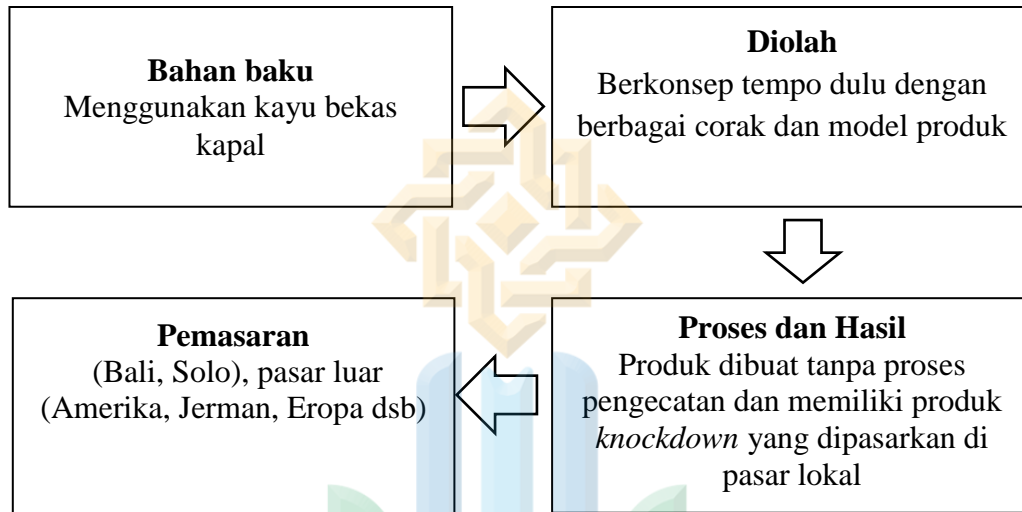 Bahan baku
Menggunakan kayu bekas
kapal
Diolah
Berkonsep tempo dulu dengan
berbagai corak dan model produk
Proses dan Hasil
Produk dibuat tanpa proses
pengecatan dan memiliki produk
knockdown yang dipasarkan di
pasar lokal
Pemasaran
(Bali, Solo), pasar luar
(Amerika, Jerman, Eropa dsb)